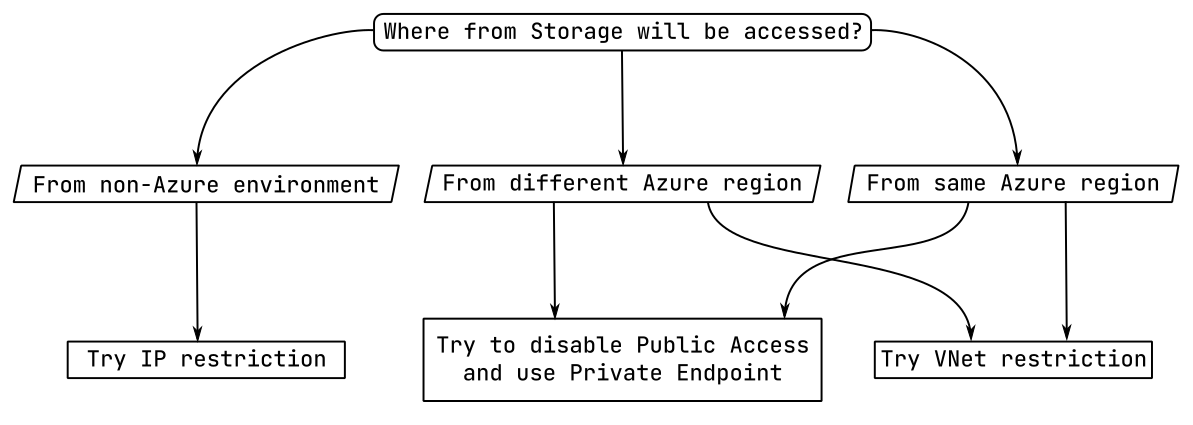 Where from Storage will be accessed?
From non-Azure environment
From different Azure region
From same Azure region
Try IP restriction
Try to disable Public Access
and use Private Endpoint
Try VNet restriction